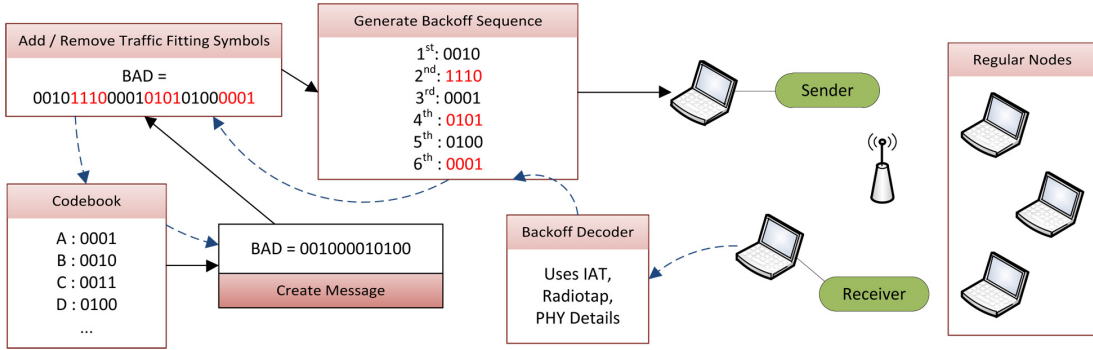 Add / Remove Traffic Fitting Symbols
BAD =
001011100001010101000001
Generate Backoff Sequence
1st: 0010
2nd: 1110
3rd: 0001
4th: 0101
5th: 0100
6th: 0001
Sender
Regular Nodes
Codebook
A : 0001
B : 0010
C : 0011
D : 0100
...
BAD = 001000010100
Create Message
Backoff Decoder
Uses IAT,
Radiotap,
PHY Details
Receiver